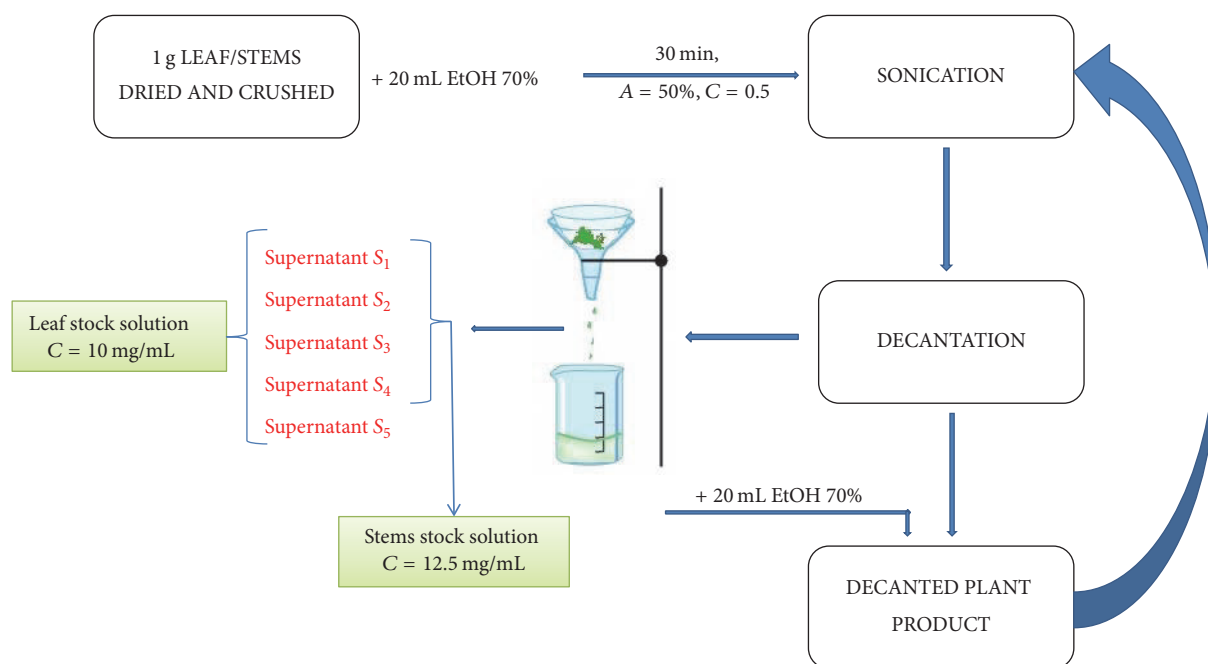 1 g LEAF/STEMS
DRIED AND CRUSHED
+ 20 mL EtOH 70%
30 min,
A = 50%, C = 0.5
SONICATION
Supernatant S₁
Supernatant S₂
Supernatant S₃
Supernatant S₄
Supernatant S₅
Leaf stock solution
C = 10 mg/mL
DECANTATION
+ 20 mL EtOH 70%
Stems stock solution
C = 12.5 mg/mL
DECANTED PLANT
PRODUCT